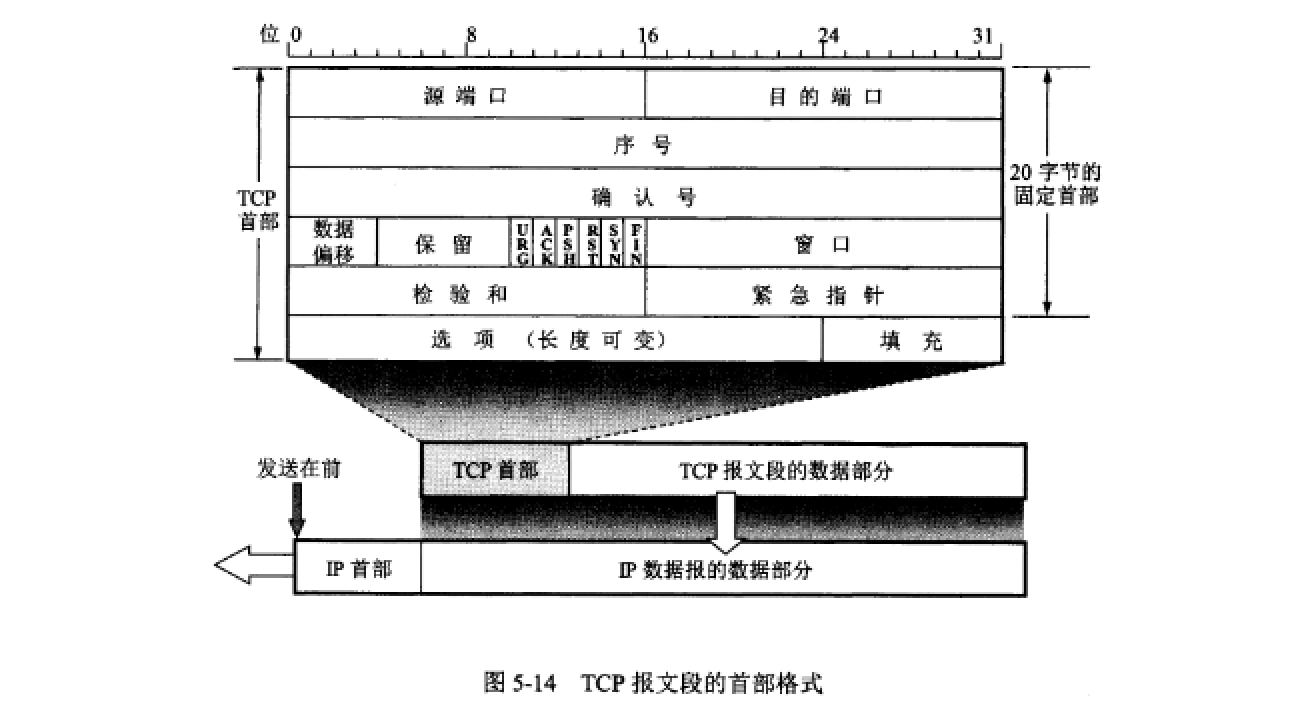 位 0 8 16 24 31
源端口 目的端口
序号
确认号
TCP
首部
20 字节的
固定首部
数据
偏移
保留
URG
ACK
PSH
RST
SYN
FIN
窗口
检验和 紧急指针
选项（长度可变） 填充
发送在前
TCP 首部 TCP 报文段的数据部分
IP 首部 IP 数据报的数据部分
图 5-14 TCP 报文段的首部格式